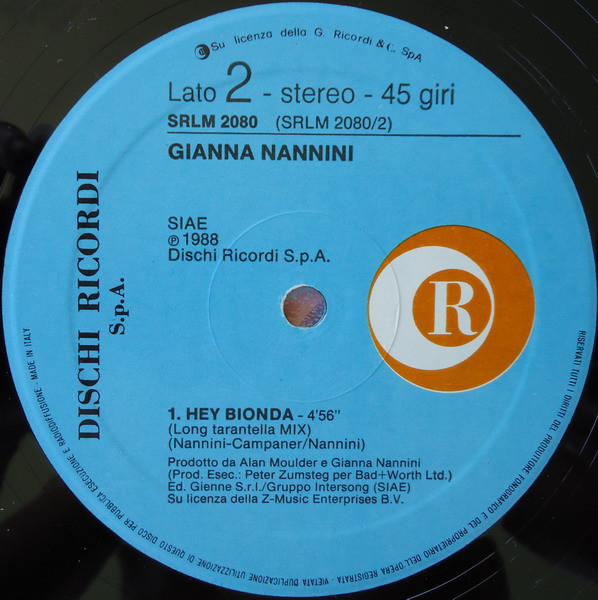 Su licenza della G. Ricordi & C. SpA
Lato 2 - stereo - 45 giri
SRLM 2080 (SRLM 2080/2)
GIANNA NANNINI
SIAE
℗ 1988
Dischi Ricordi S.p.A.
DISCHI RICORDI
S.p.A.
R
1. HEY BIONDA - 4'56"
(Long tarantella MIX)
(Nannini-Campaner/Nannini)
Prodotto da Alan Moulder e Gianna Nannini
(Prod. Esec.: Peter Zumsteg per Bad+Worth Ltd.)
Ed. Gienne S.r.l./Gruppo Intersong (SIAE)
Su licenza della Z-Music Enterprises B.V.
RISERVATI TUTTI I DIRITTI DEL PRODUTTORE FONOGRAFICO E DEL PROPRIETARIO DELL'OPERA REGISTRATA - VIETATA DUPLICAZIONE UTILIZZAZIONE DI QUESTO DISCO PER PUBBLICA ESECUZIONE E RADIODIFFUSIONE - MADE IN ITALY